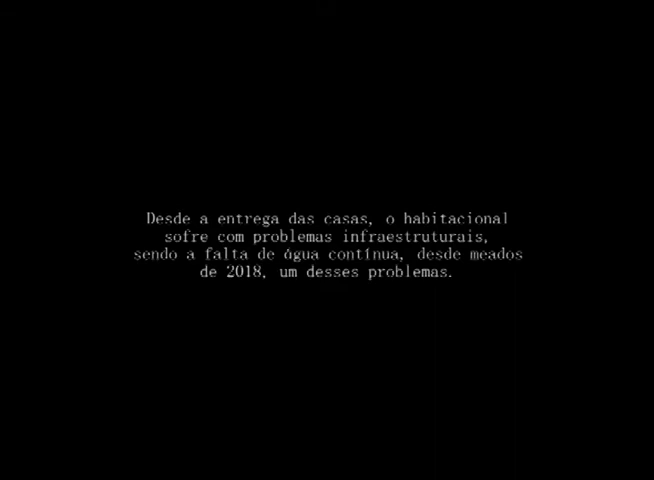 Desde a entrega das casas, o habitacional
sofre com problemas infraestruturais,
sendo a falta de água contínua, desde meados
de 2018, um desses problemas.